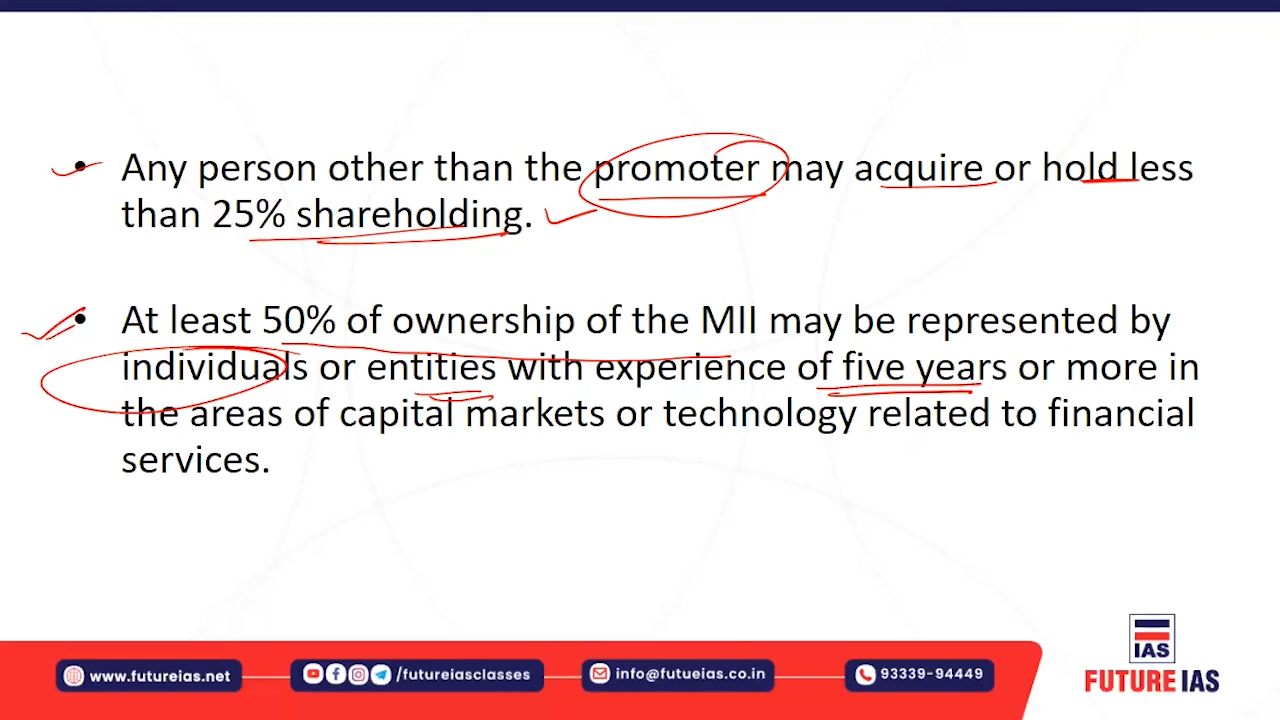 • Any person other than the promoter may acquire or hold less
than 25% shareholding.
• At least 50% of ownership of the MII may be represented by
individuals or entities with experience of five years or more in
the areas of capital markets or technology related to financial
services.
www.futureias.net
/futureiasclasses
info@futueias.co.in
93339-94449
IAS
FUTURE IAS